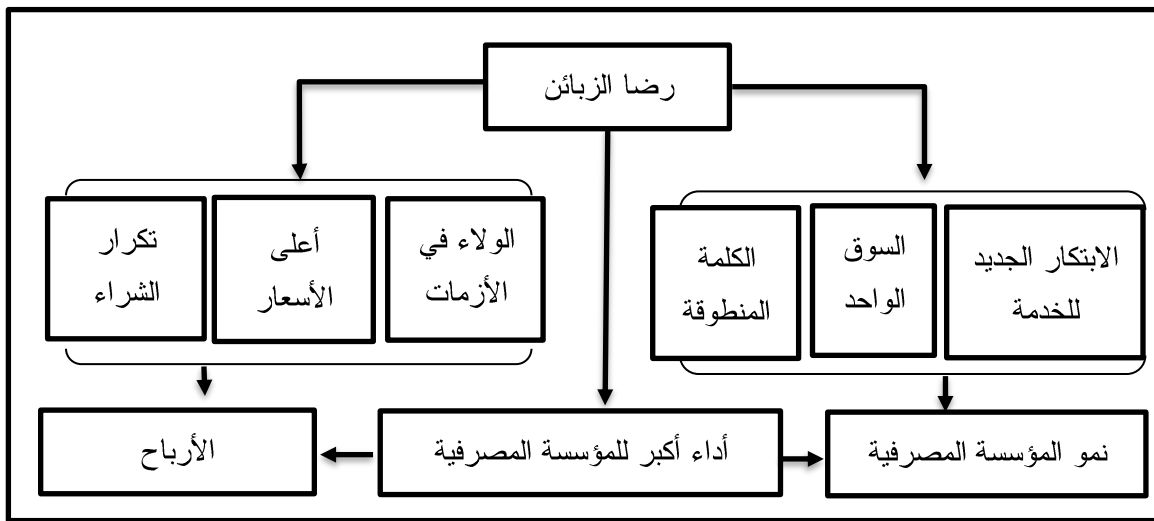 رضا الزبائن
الابتكار الجديد
للخدمة
السوق
الواحد
الكلمة
المنطوقة
الولاء في
الأزمات
أعلى
الأسعار
تكرار
الشراء
نمو المؤسسة المصرفية
أداء أكبر للمؤسسة المصرفية
الأرباح